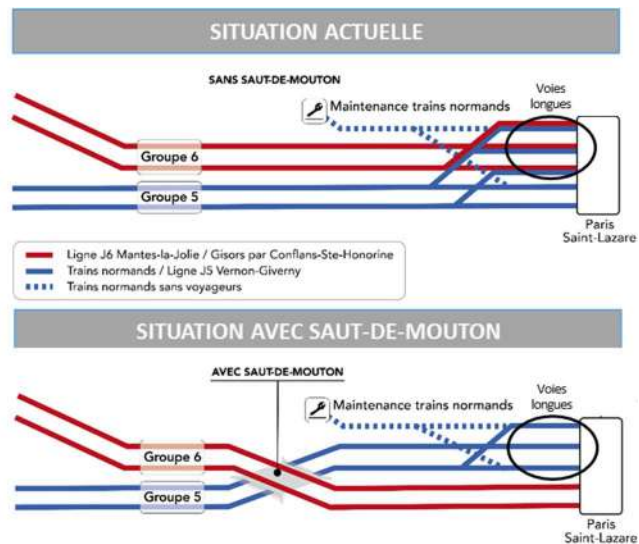 SITUATION ACTUELLE
SANS SAUT-DE-MOUTON
Maintenance trains normands
Voies
longues
Groupe 6
Groupe 5
Paris
Saint-Lazare
Ligne J6 Mantes-la-Jolie / Gisors par Conflans-Ste-Honorine
Trains normands / Ligne J5 Vernon-Giverny
Trains normands sans voyageurs
SITUATION AVEC SAUT-DE-MOUTON
AVEC SAUT-DE-MOUTON
Maintenance trains normands
Voies
longues
Groupe 6
Groupe 5
Paris
Saint-Lazare